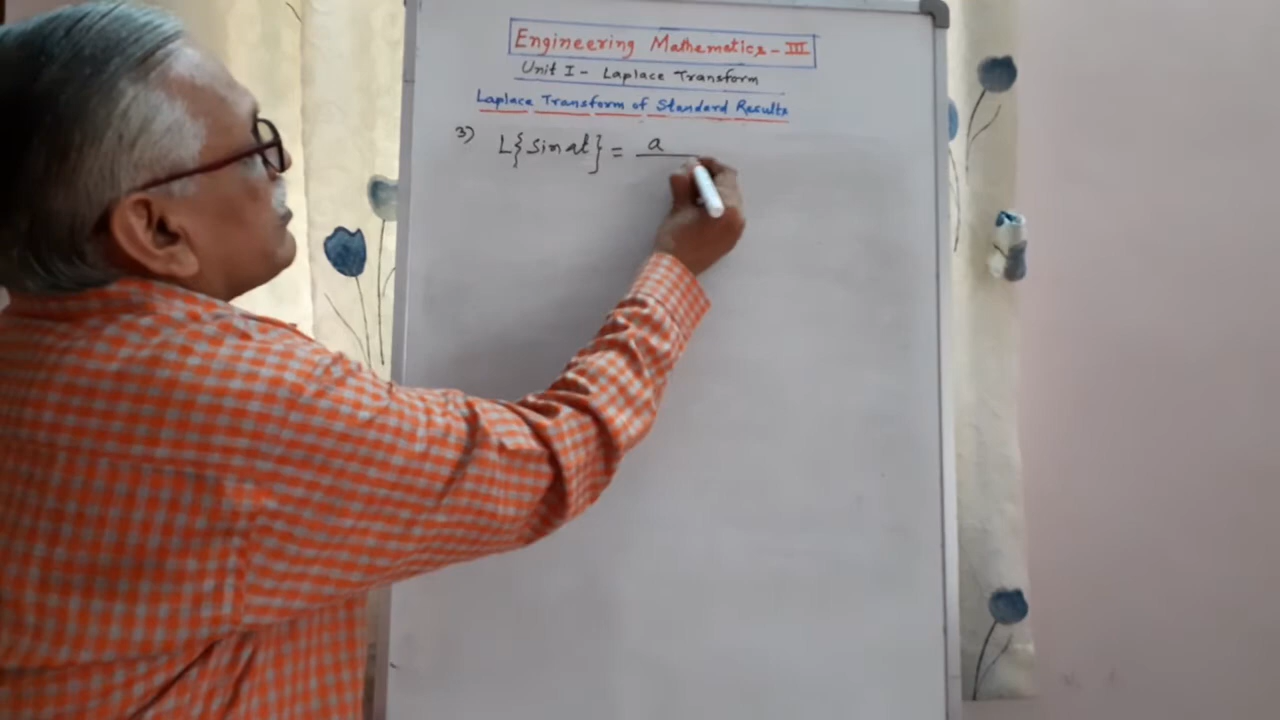 Engineering Mathematics - III
Unit I - Laplace Transform
Laplace Transform of Standard Results
3) L{Sin at} = a